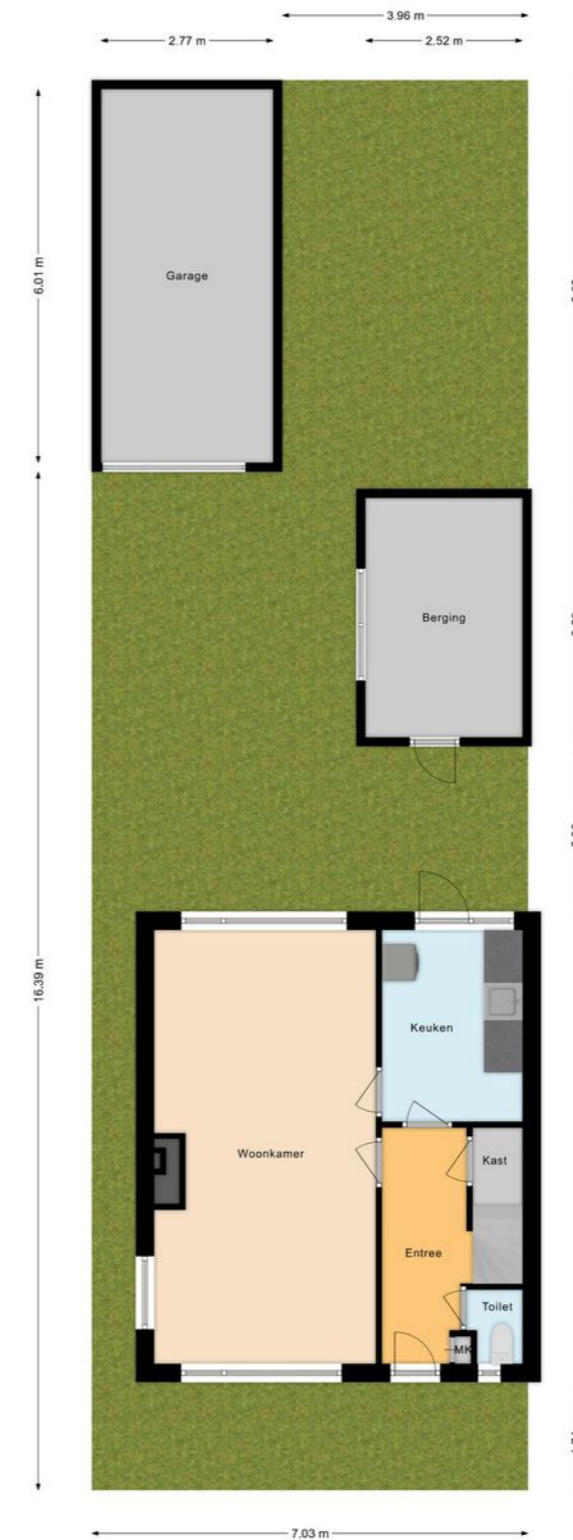 3.96 m
2.77 m
2.52 m
6.01 m
Garage
Berging
16.39 m
Keuken
Woonkamer
Kast
Entree
Toilet
MK
7.03 m